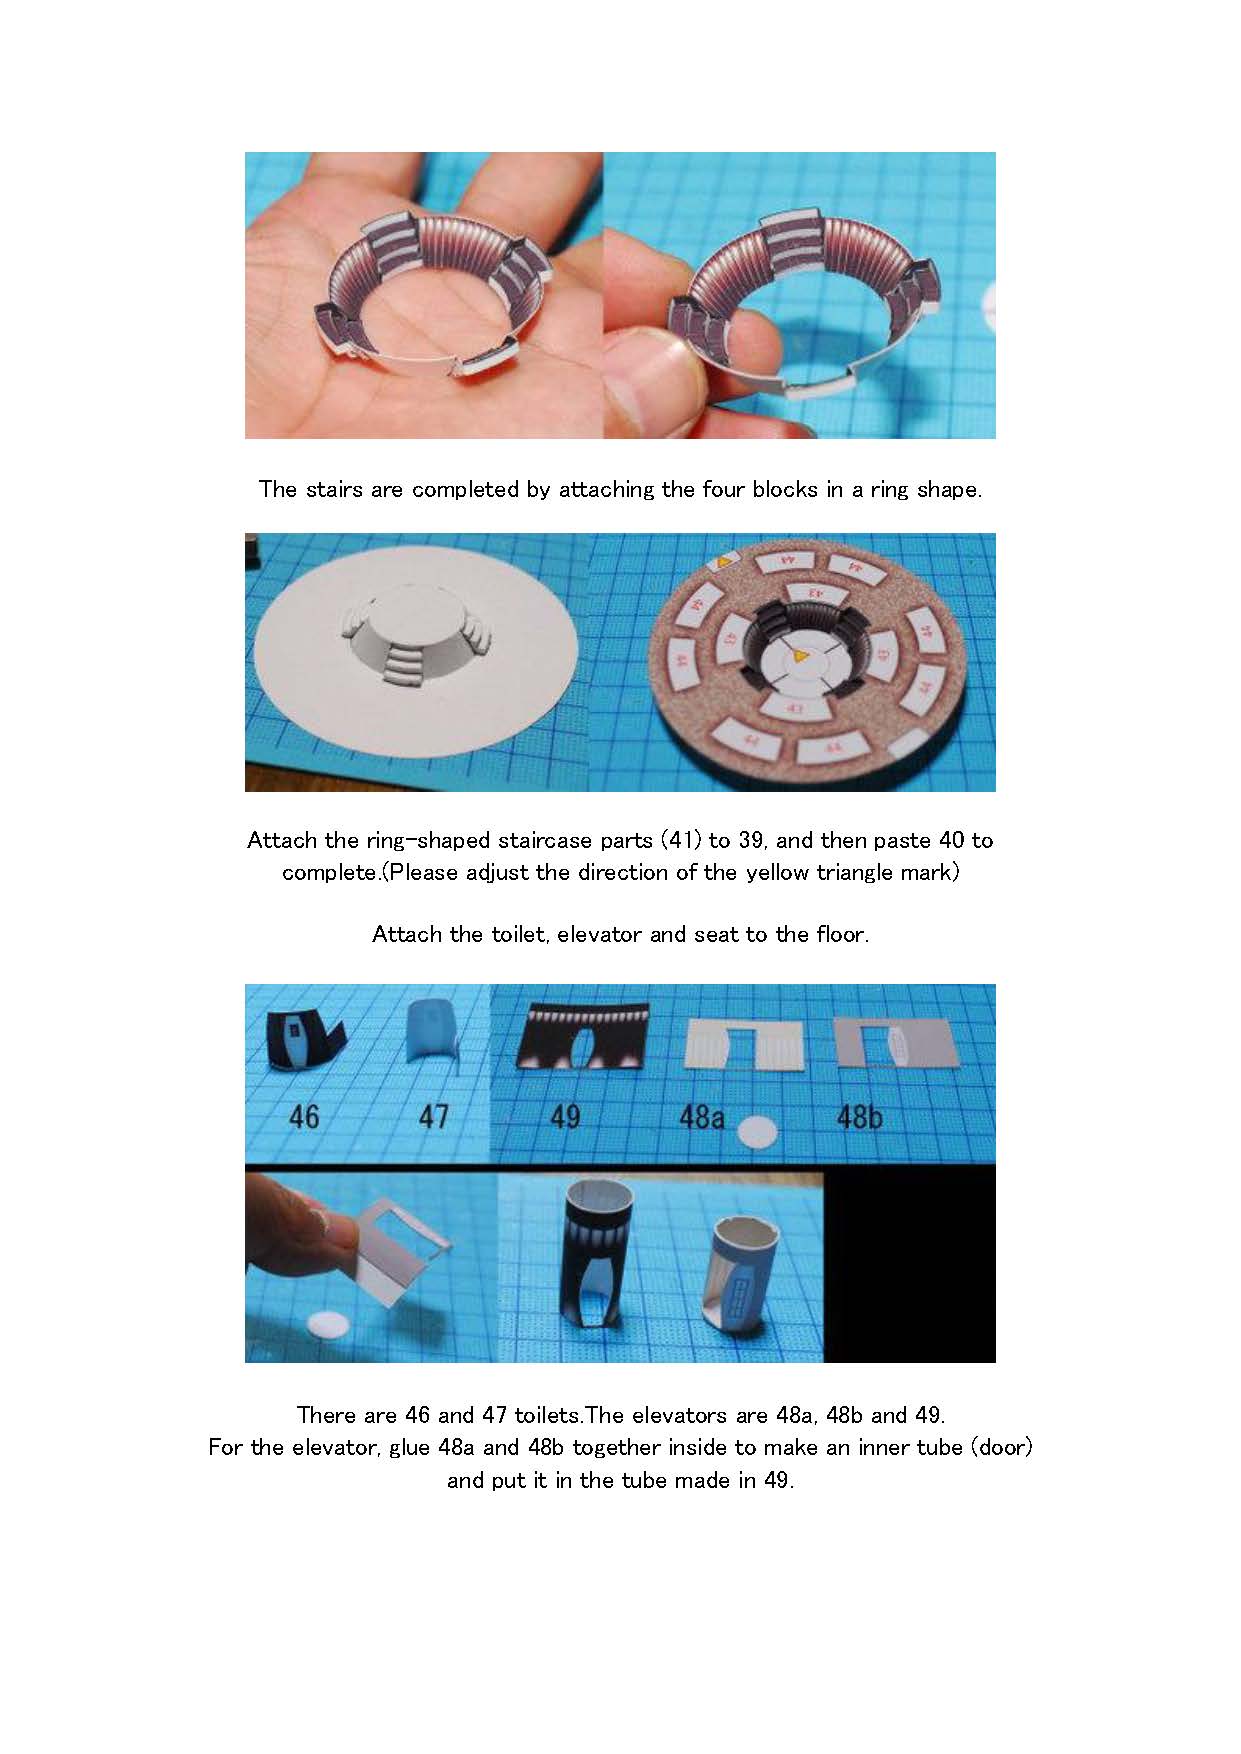 The stairs are completed by attaching the four blocks in a ring shape.
44
44
43
44
44
43
43
44
44
44
43
44
44
Attach the ring-shaped staircase parts (41) to 39, and then paste 40 to
complete.(Please adjust the direction of the yellow triangle mark)
Attach the toilet, elevator and seat to the floor.
46
47
49
48a
48b
There are 46 and 47 toilets.The elevators are 48a, 48b and 49.
For the elevator, glue 48a and 48b together inside to make an inner tube (door)
and put it in the tube made in 49.